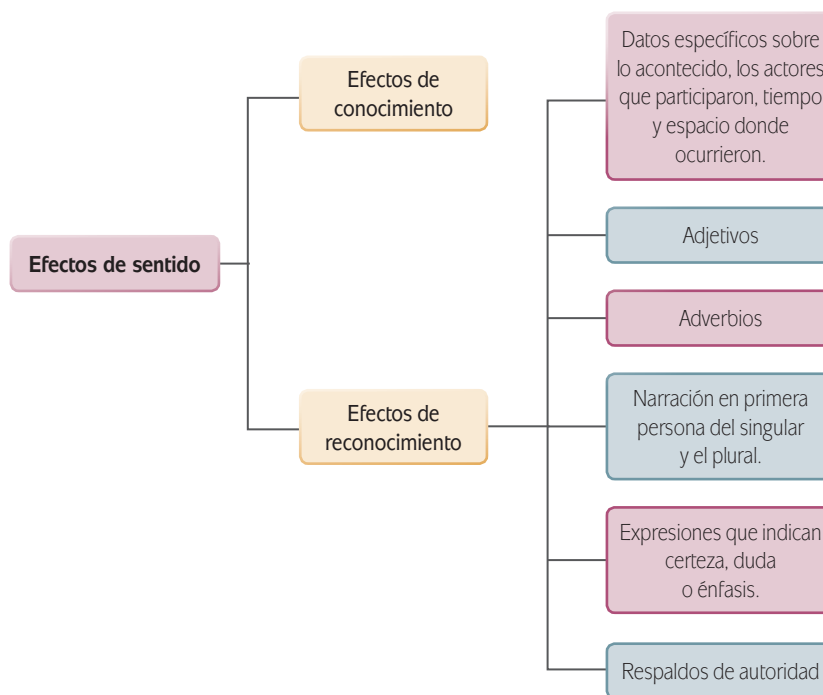 Efectos de sentido
Efectos de
conocimiento
Efectos de
reconocimiento
Datos específicos sobre
lo acontecido, los actores
que participaron, tiempo
y espacio donde
ocurrieron.
Adjetivos
Adverbios
Narración en primera
persona del singular
y el plural.
Expresiones que indican
certeza, duda
o énfasis.
Respaldos de autoridad